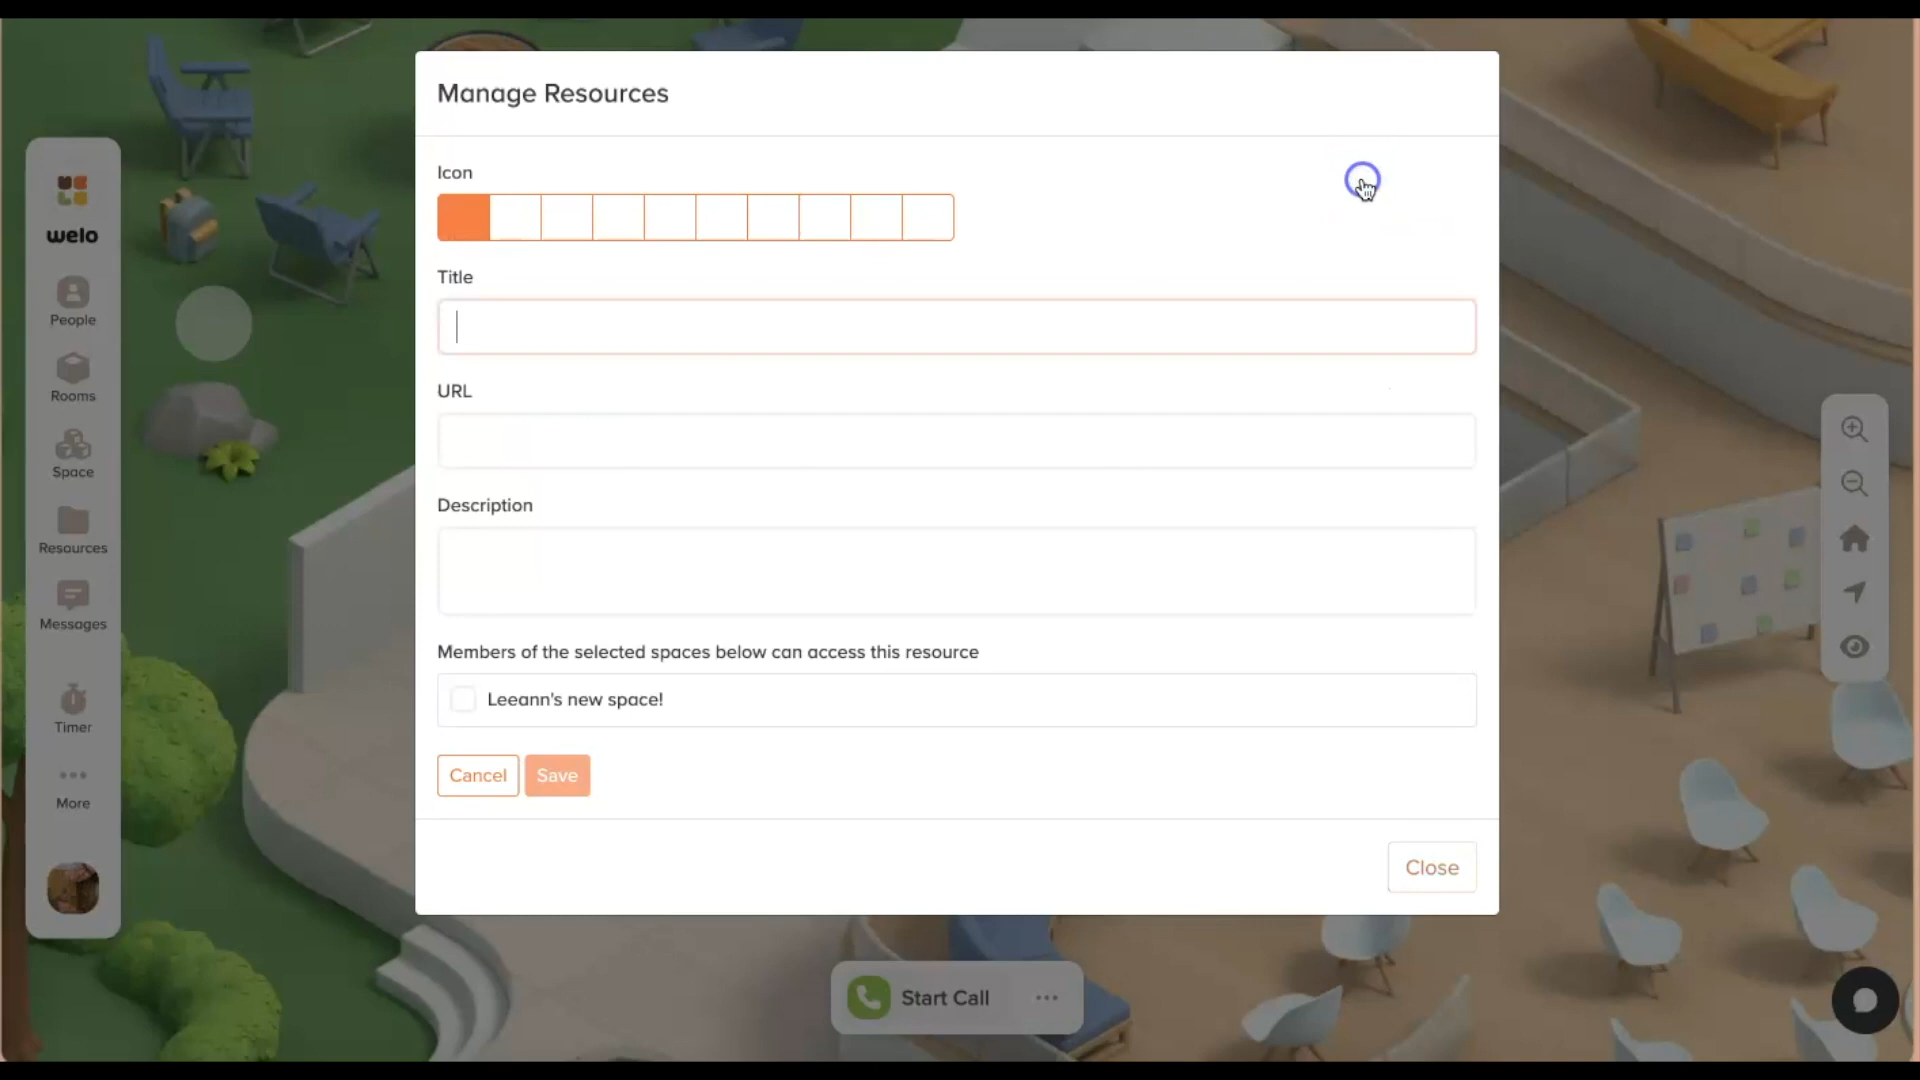 Manage Resources
Icon
Title
URL
Description
Members of the selected spaces below can access this resource
Leeann's new space!
Cancel
Save
Close
welo
People
Rooms
Space
Resources
Messages
Timer
More
Start Call